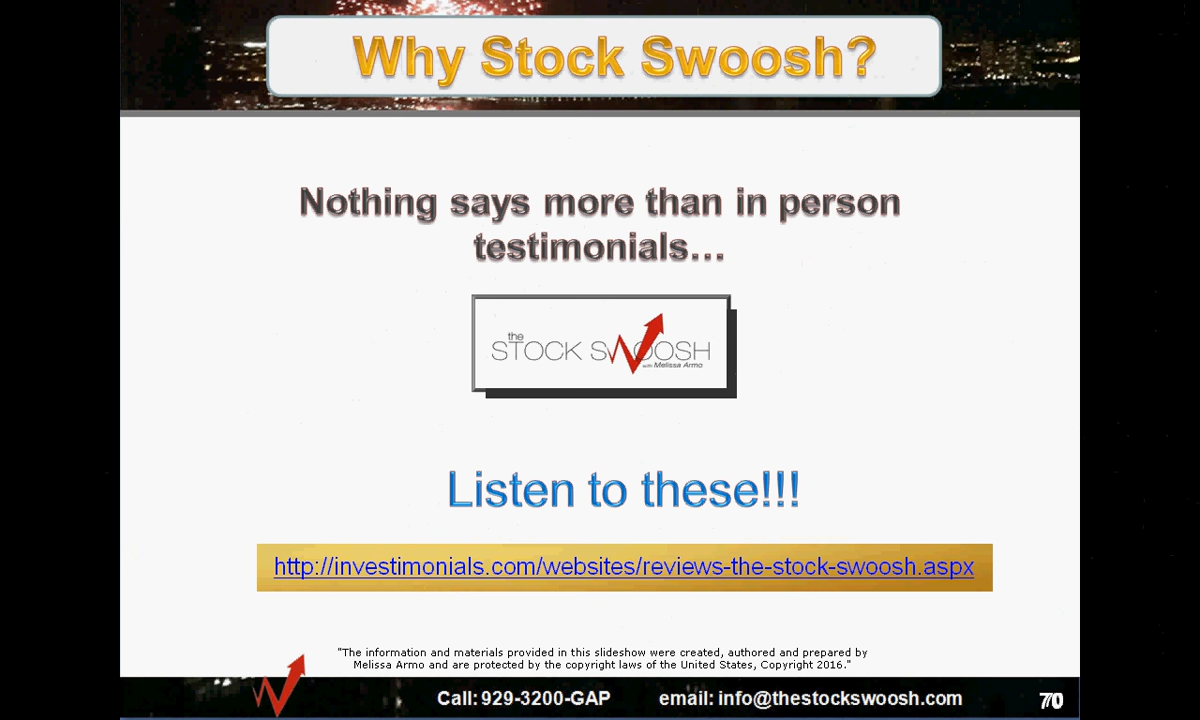 Why Stock Swoosh?
Nothing says more than in person
testimonials...
the
STOCK SWOOSH
with Melissa Armo
Listen to these!!!
http://investimonials.com/websites/reviews-the-stock-swoosh.aspx
"The information and materials provided in this slideshow were created, authored and prepared by
Melissa Armo and are protected by the copyright laws of the United States, Copyright 2016."
Call: 929-3200-GAP email: info@thestockswoosh.com 70